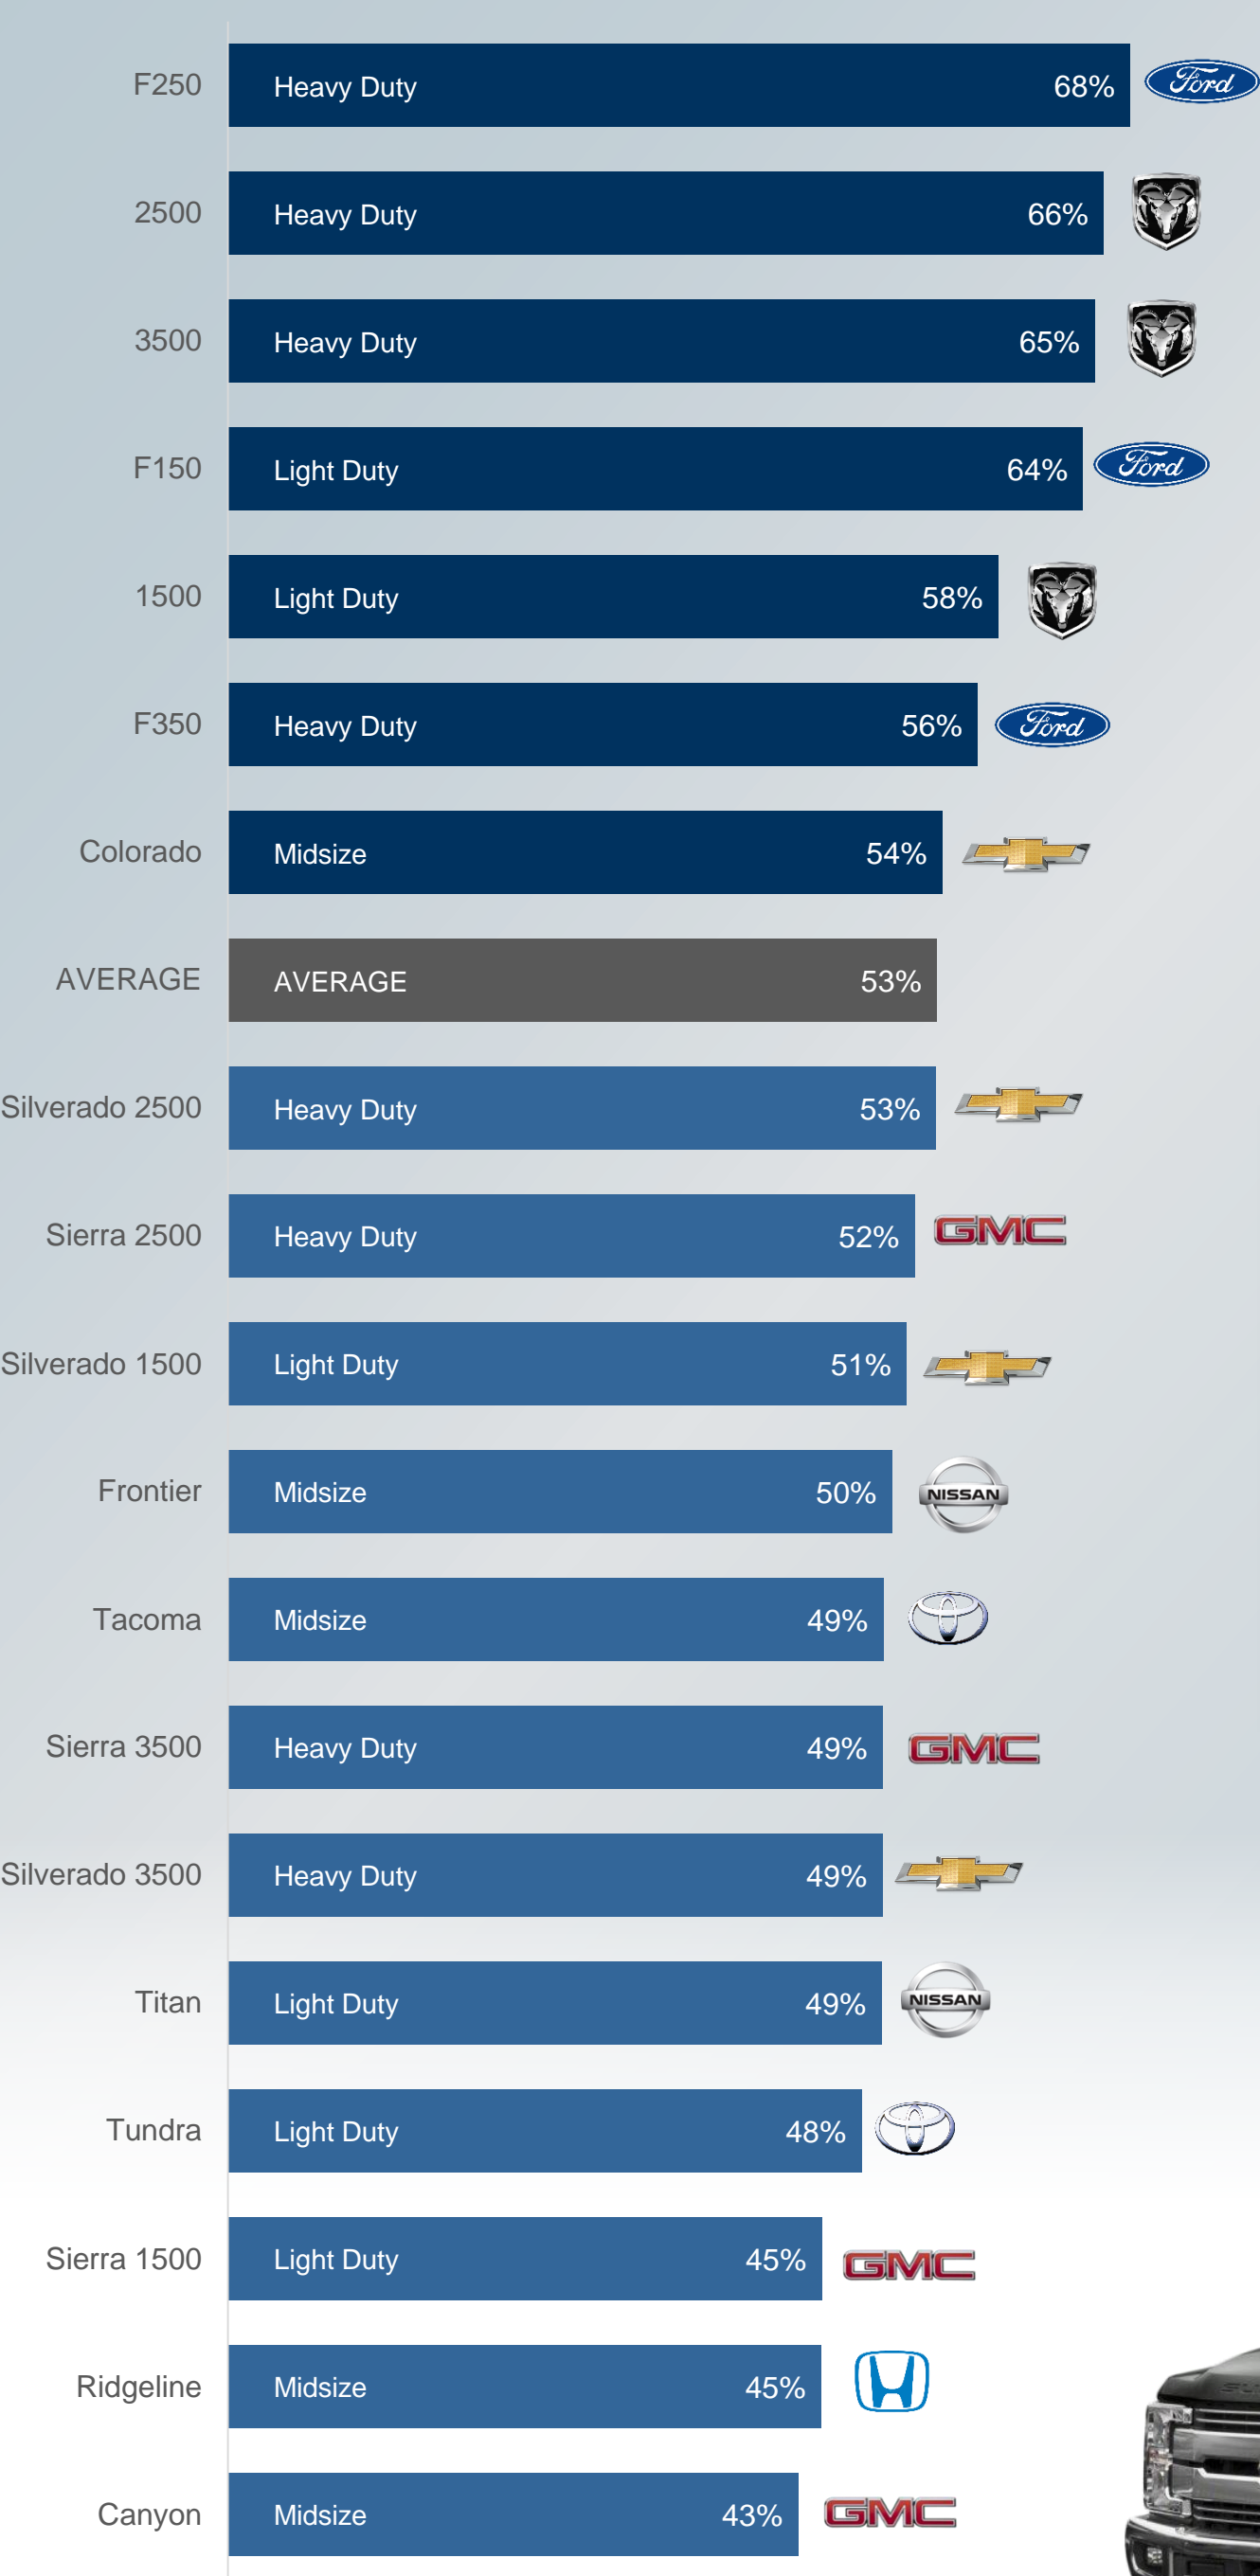 F250 Heavy Duty 68% Ford
2500 Heavy Duty 66%
3500 Heavy Duty 65%
F150 Light Duty 64% Ford
1500 Light Duty 58%
F350 Heavy Duty 56% Ford
Colorado Midsize 54%
AVERAGE AVERAGE 53%
Silverado 2500 Heavy Duty 53%
Sierra 2500 Heavy Duty 52% GMC
Silverado 1500 Light Duty 51%
Frontier Midsize 50% NISSAN
Tacoma Midsize 49%
Sierra 3500 Heavy Duty 49% GMC
Silverado 3500 Heavy Duty 49%
Titan Light Duty 49% NISSAN
Tundra Light Duty 48%
Sierra 1500 Light Duty 45% GMC
Ridgeline Midsize 45%
Canyon Midsize 43% GMC